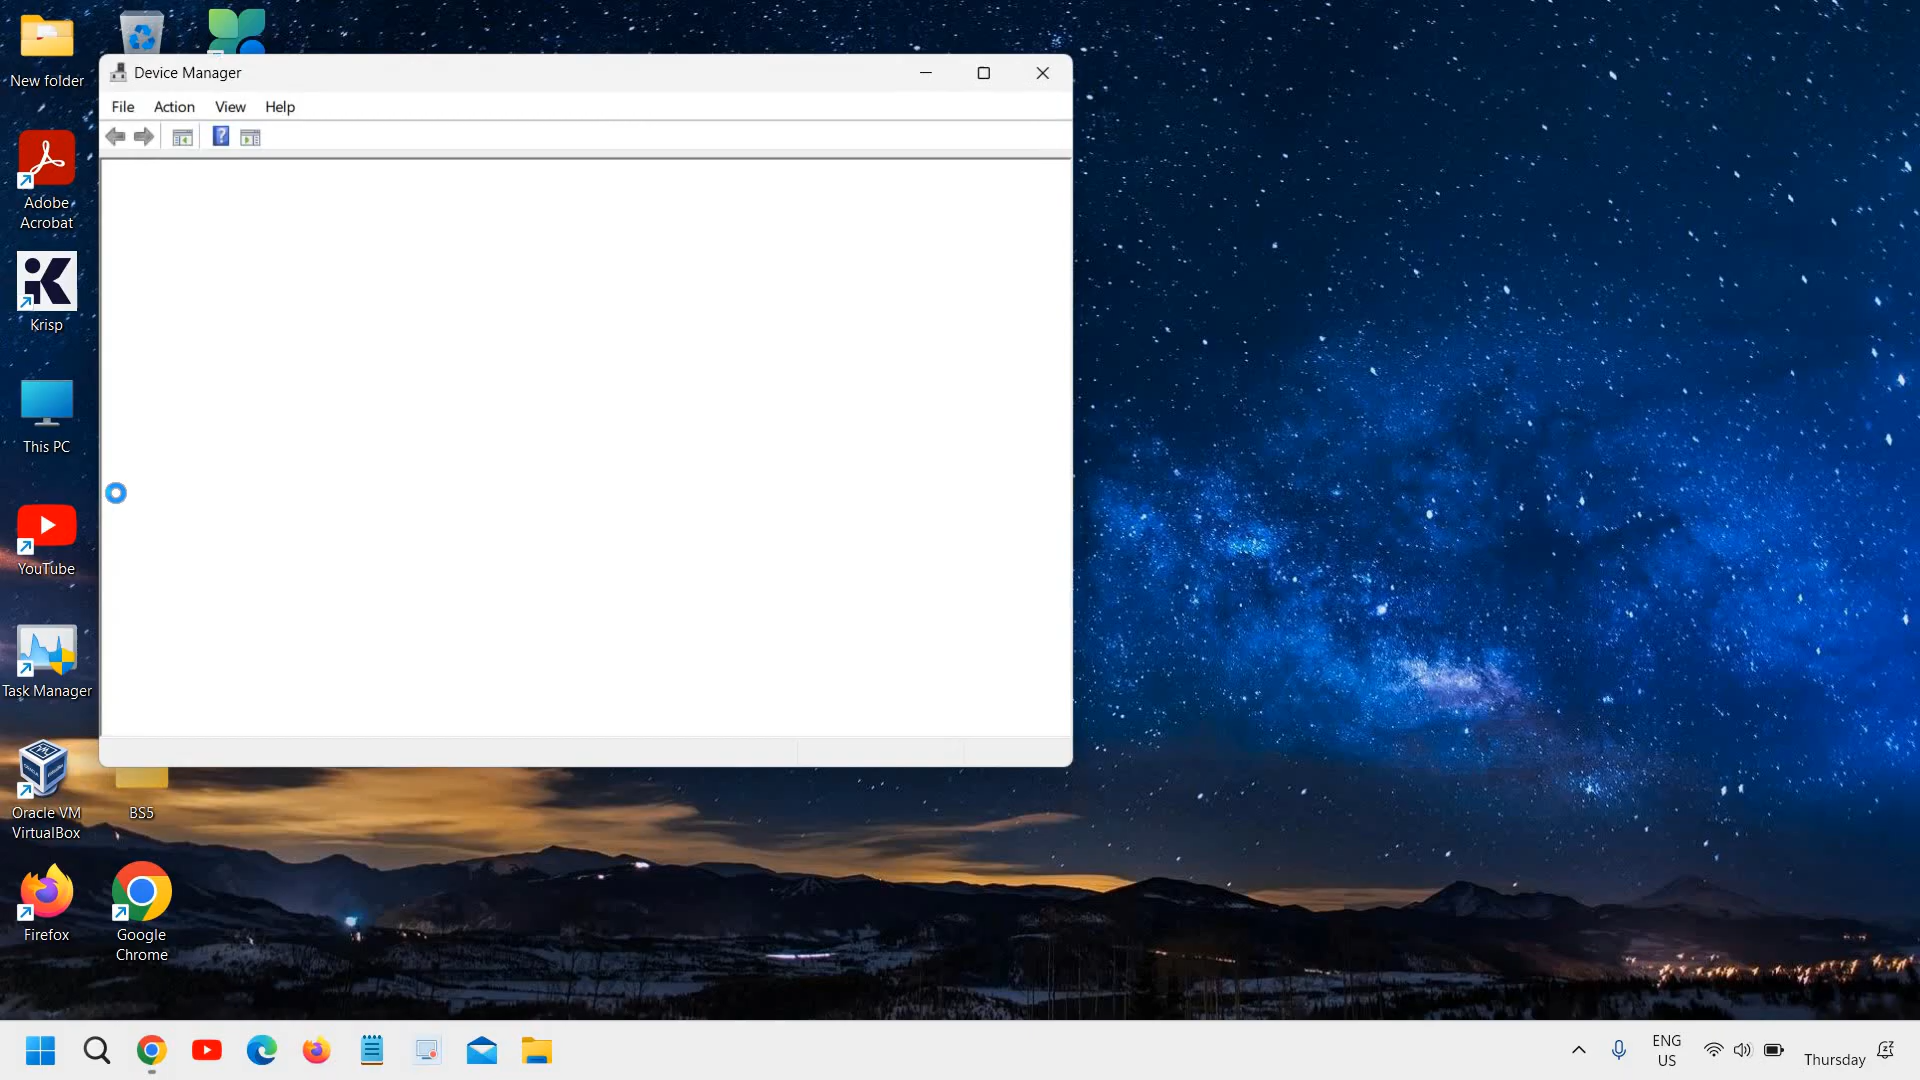 New folder
Device Manager
File Action View Help
?
Adobe
Acrobat
Krisp
This PC
YouTube
Task Manager
Oracle VM
VirtualBox
BS5
Firefox
Google
Chrome
ENG
US
Thursday